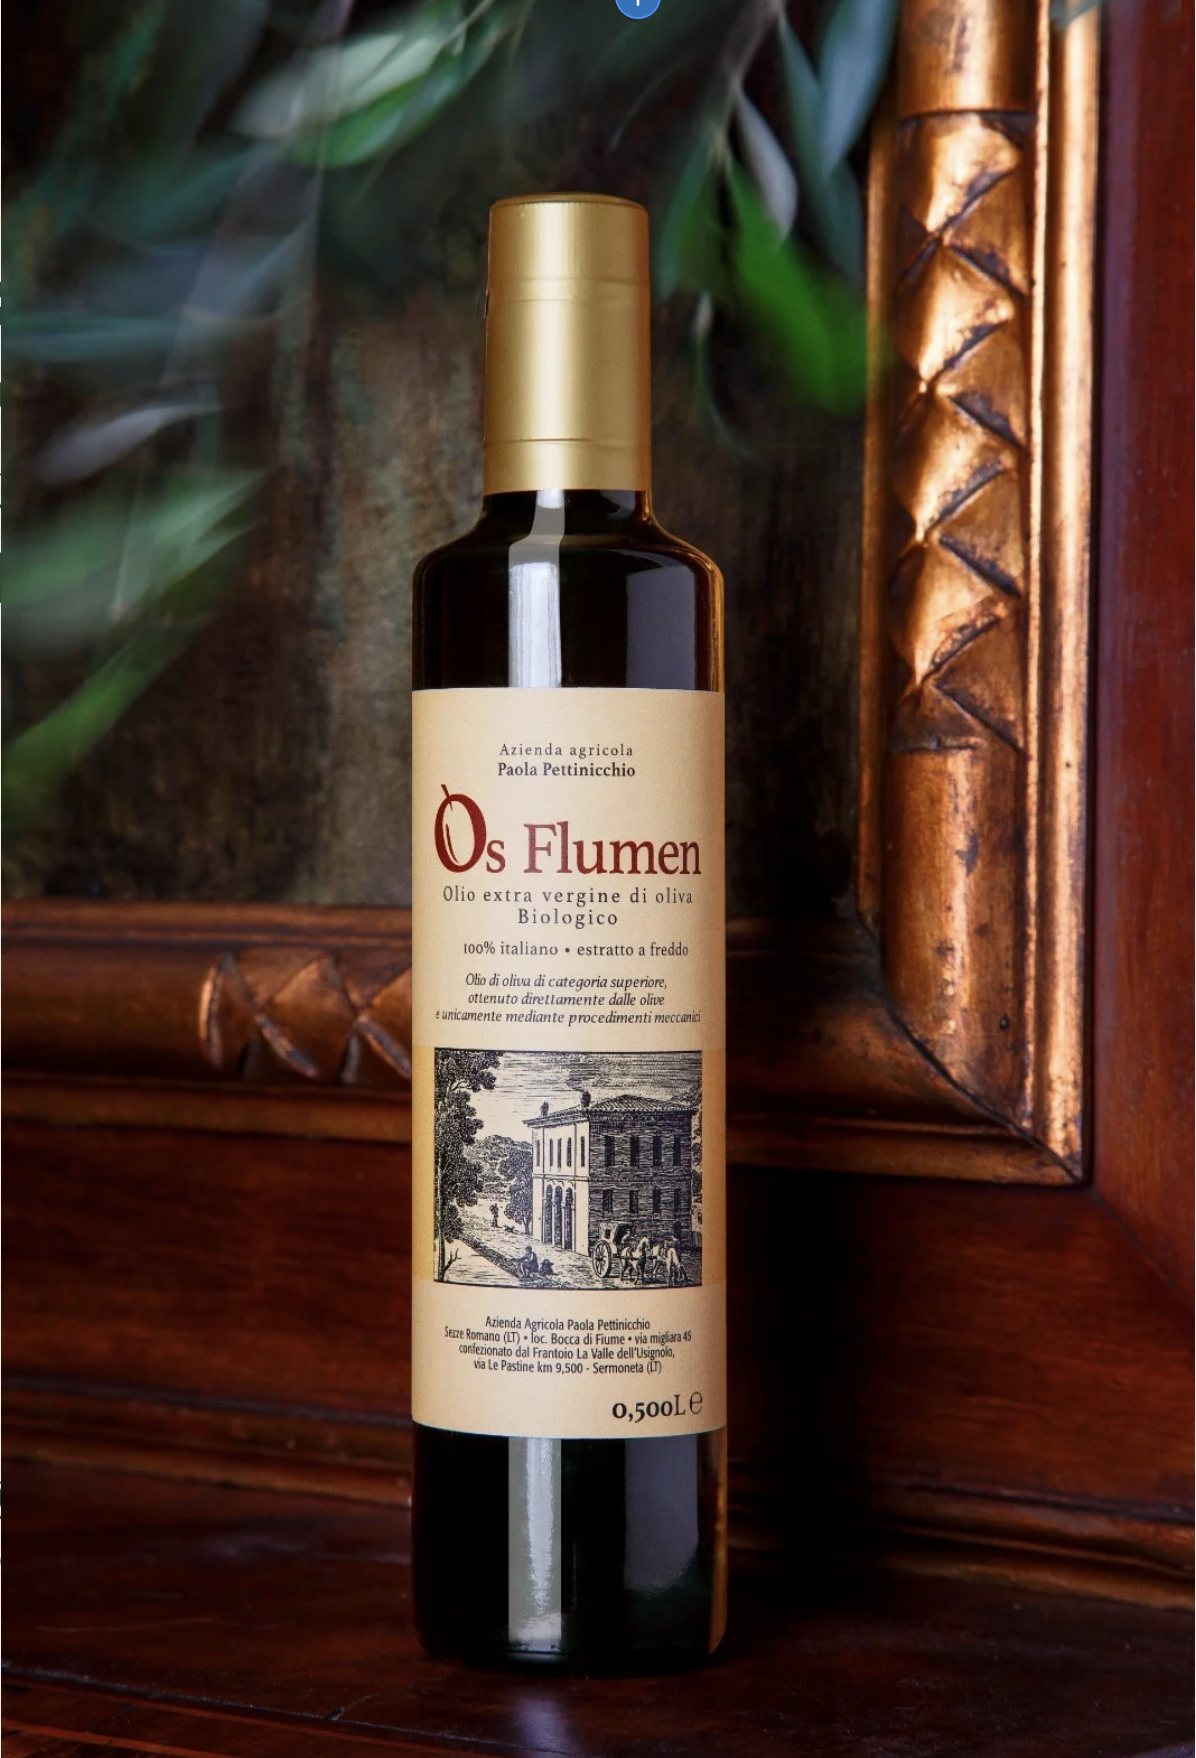 Azienda agricola
Paola Pettinicchio
Òs Flumen
Olio extra vergine di oliva
Biologico
100% italiano • estratto a freddo
Olio di oliva di categoria superiore,
ottenuto direttamente dalle olive
e unicamente mediante procedimenti meccanici
Azienda Agricola Paola Pettinicchio
Sezze Romano (LT) • loc. Bocca di Fiume • via migliara 45
confezionato dal Frantoio La Valle dell'Usignolo,
via Le Pastine km 9,500 - Sermoneta (LT)
0,500L ℮